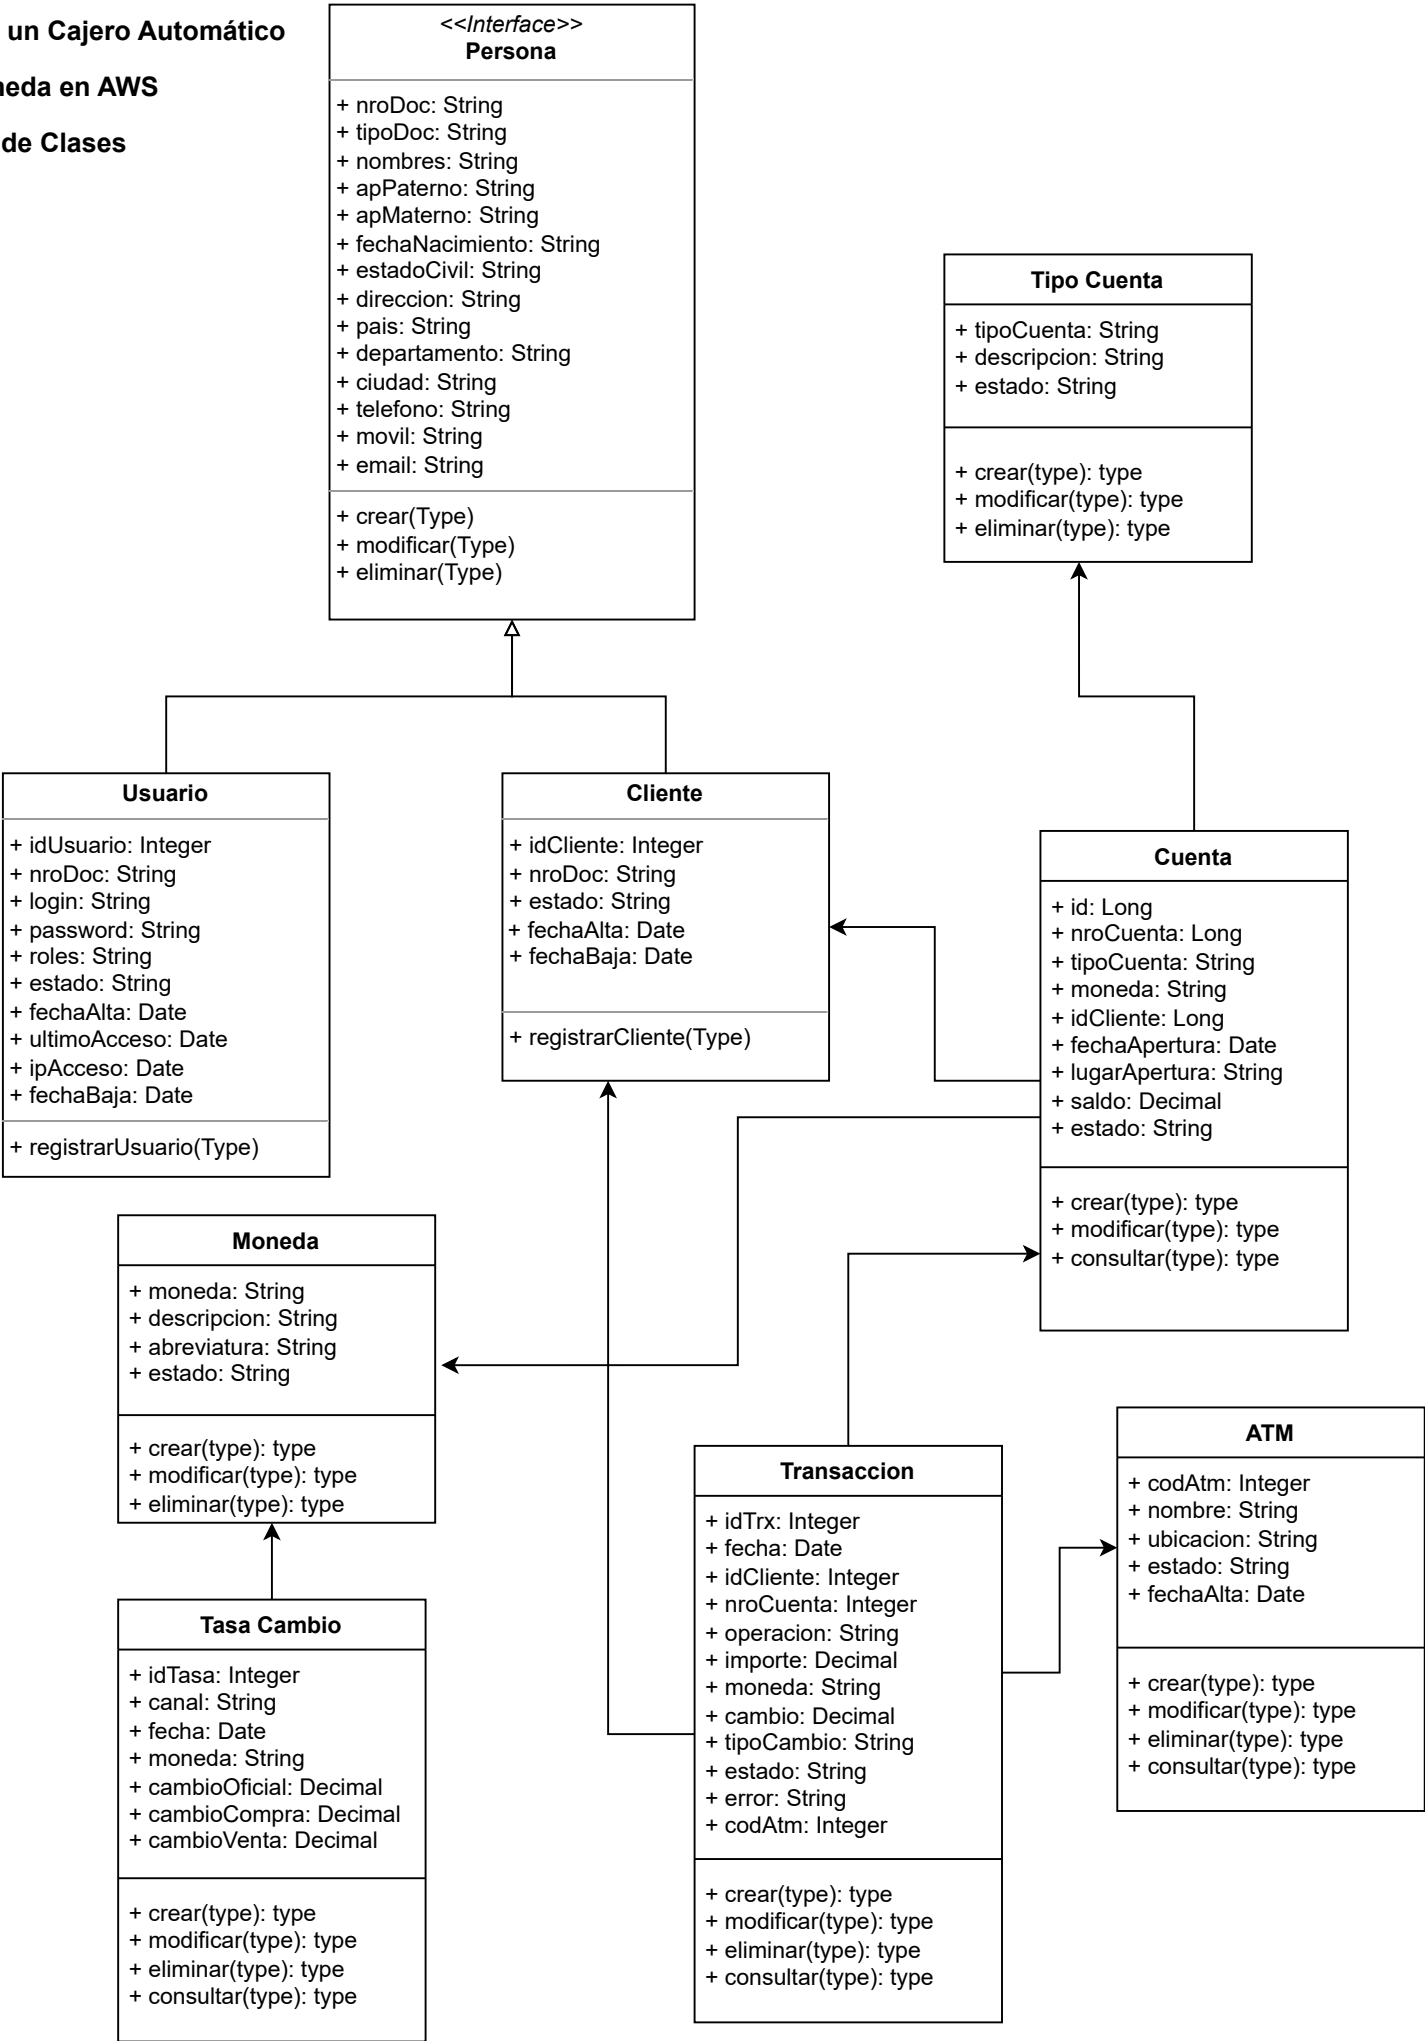 un Cajero Automático
neda en AWS
de Clases
<<Interface>>
Persona
+ nroDoc: String
+ tipoDoc: String
+ nombres: String
+ apPaterno: String
+ apMaterno: String
+ fechaNacimiento: String
+ estadoCivil: String
+ direccion: String
+ pais: String
+ departamento: String
+ ciudad: String
+ telefono: String
+ movil: String
+ email: String
+ crear(Type)
+ modificar(Type)
+ eliminar(Type)
Tipo Cuenta
+ tipoCuenta: String
+ descripcion: String
+ estado: String
+ crear(type): type
+ modificar(type): type
+ eliminar(type): type
Usuario
+ idUsuario: Integer
+ nroDoc: String
+ login: String
+ password: String
+ roles: String
+ estado: String
+ fechaAlta: Date
+ ultimoAcceso: Date
+ ipAcceso: Date
+ fechaBaja: Date
+ registrarUsuario(Type)
Cliente
+ idCliente: Integer
+ nroDoc: String
+ estado: String
+ fechaAlta: Date
+ fechaBaja: Date
+ registrarCliente(Type)
Cuenta
+ id: Long
+ nroCuenta: Long
+ tipoCuenta: String
+ moneda: String
+ idCliente: Long
+ fechaApertura: Date
+ lugarApertura: String
+ saldo: Decimal
+ estado: String
+ crear(type): type
+ modificar(type): type
+ consultar(type): type
Moneda
+ moneda: String
+ descripcion: String
+ abreviatura: String
+ estado: String
+ crear(type): type
+ modificar(type): type
+ eliminar(type): type
Transaccion
+ idTrx: Integer
+ fecha: Date
+ idCliente: Integer
+ nroCuenta: Integer
+ operacion: String
+ importe: Decimal
+ moneda: String
+ cambio: Decimal
+ tipoCambio: String
+ estado: String
+ error: String
+ codAtm: Integer
+ crear(type): type
+ modificar(type): type
+ eliminar(type): type
+ consultar(type): type
ATM
+ codAtm: Integer
+ nombre: String
+ ubicacion: String
+ estado: String
+ fechaAlta: Date
+ crear(type): type
+ modificar(type): type
+ eliminar(type): type
+ consultar(type): type
Tasa Cambio
+ idTasa: Integer
+ canal: String
+ fecha: Date
+ moneda: String
+ cambioOficial: Decimal
+ cambioCompra: Decimal
+ cambioVenta: Decimal
+ crear(type): type
+ modificar(type): type
+ eliminar(type): type
+ consultar(type): type